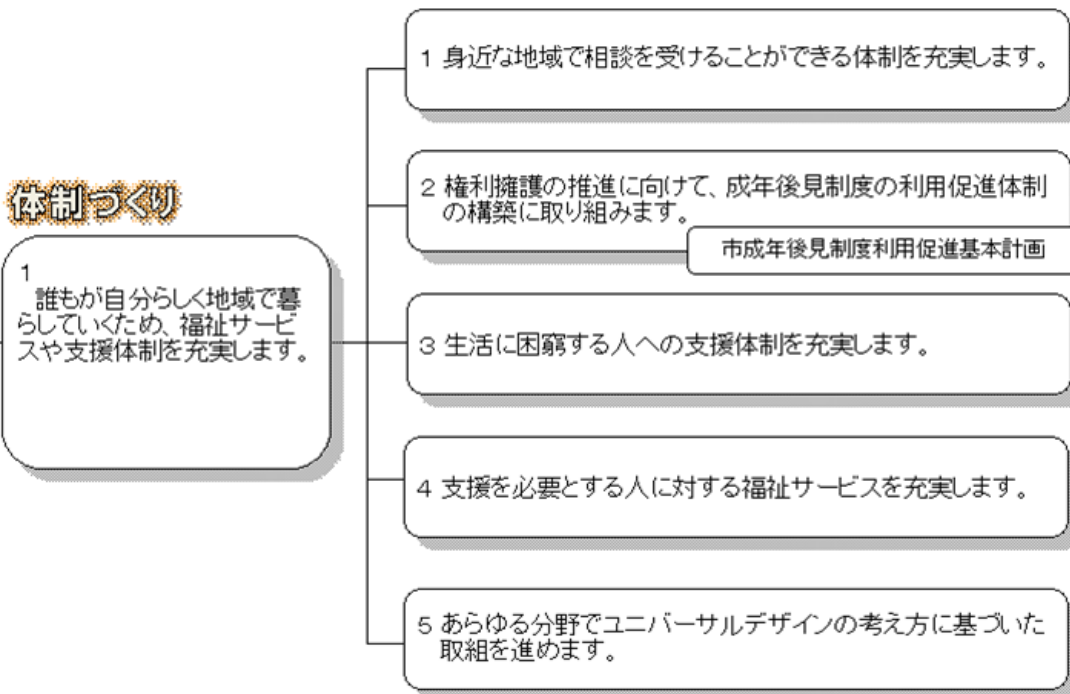 体制づくり
1
誰もが自分らしく地域で暮
らしていくため、福祉サービ
スや支援体制を充実します。
1 身近な地域で相談を受けることができる体制を充実します。
2 権利擁護の推進に向けて、成年後見制度の利用促進体制
の構築に取り組みます。
市成年後見制度利用促進基本計画
3 生活に困窮する人への支援体制を充実します。
4 支援を必要とする人に対する福祉サービスを充実します。
5 あらゆる分野でユニバーサルデザインの考え方に基づいた
取組を進めます。